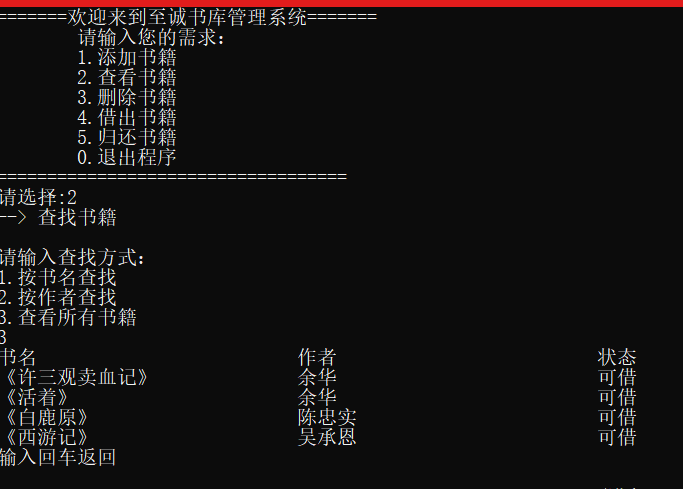 =======欢迎来到至诚书库管理系统=======
请输入您的需求:
1.添加书籍
2.查看书籍
3.删除书籍
4.借出书籍
5.归还书籍
0.退出程序
===================================
请选择:2
--> 查找书籍
请输入查找方式:
1.按书名查找
2.按作者查找
3.查看所有书籍
3
书名 作者 状态
《许三观卖血记》 余华 可借
《活着》 余华 可借
《白鹿原》 陈忠实 可借
《西游记》 吴承恩 可借
输入回车返回